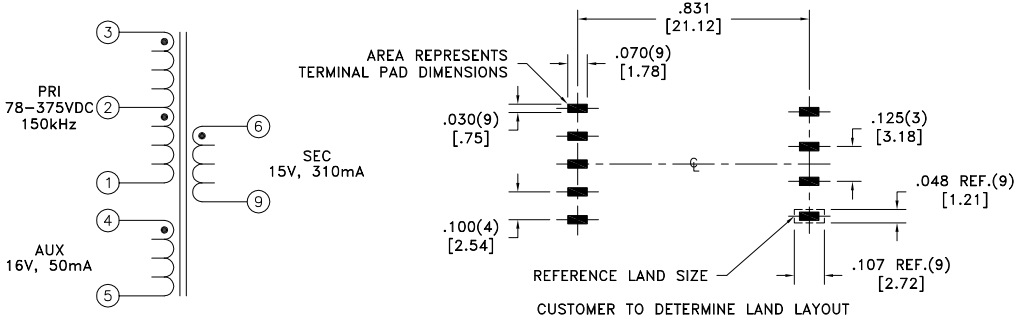 3
PRI
78-375VDC
150kHz
2
1
6
SEC
15V, 310mA
9
4
AUX
16V, 50mA
5
.831
[21.12]
AREA REPRESENTS
TERMINAL PAD DIMENSIONS
.070(9)
[1.78]
.030(9)
[.75]
.125(3)
[3.18]
℄
.048 REF.(9)
[1.21]
.100(4)
[2.54]
REFERENCE LAND SIZE
.107 REF.(9)
[2.72]
CUSTOMER TO DETERMINE LAND LAYOUT